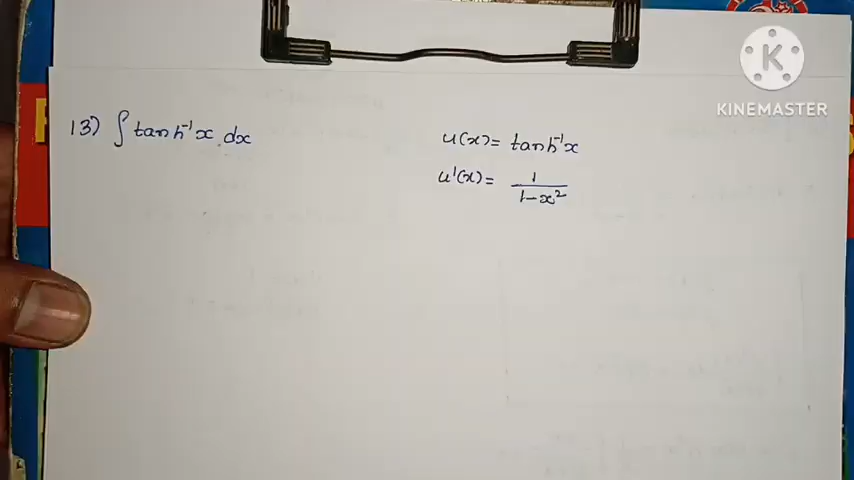 13) ∫ tanh⁻¹x dx
u(x) = tanh⁻¹x
u'(x) = 1/(1-x²)
KINEMASTER